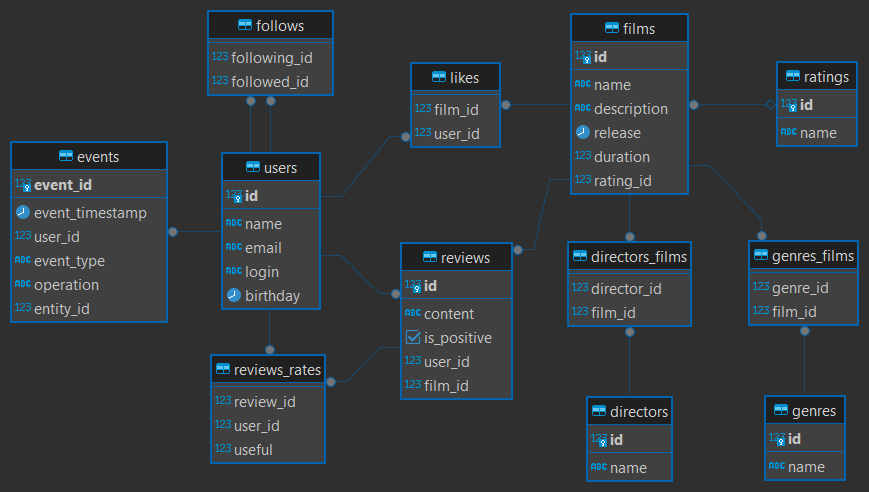 follows
123 following_id
123 followed_id
films
123 id
ABC name
ABC description
release
123 duration
123 rating_id
likes
123 film_id
123 user_id
ratings
123 id
ABC name
events
123 event_id
event_timestamp
123 user_id
ABC event_type
ABC operation
123 entity_id
users
123 id
ABC name
ABC email
ABC login
birthday
reviews
123 id
ABC content
is_positive
123 user_id
123 film_id
directors_films
123 director_id
123 film_id
genres_films
123 genre_id
123 film_id
reviews_rates
123 review_id
123 user_id
123 useful
directors
123 id
ABC name
genres
123 id
ABC name